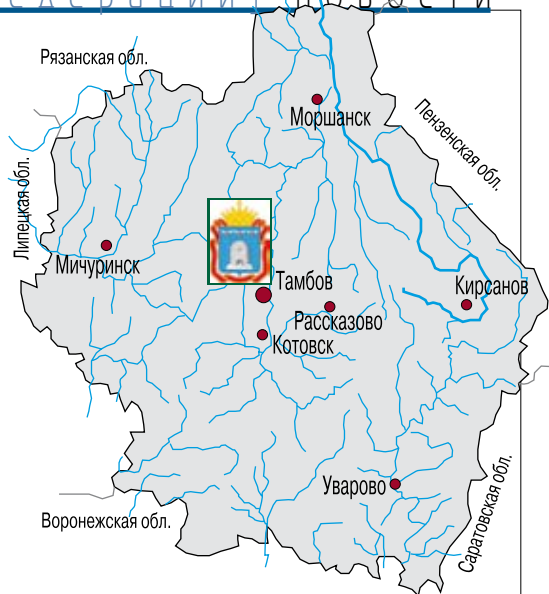 Рязанская обл.
Моршанск
Пензенская обл.
Липецкая обл.
Мичуринск
Тамбов
Кирсанов
Рассказово
Котовск
Уварово
Воронежская обл.
Саратовская обл.